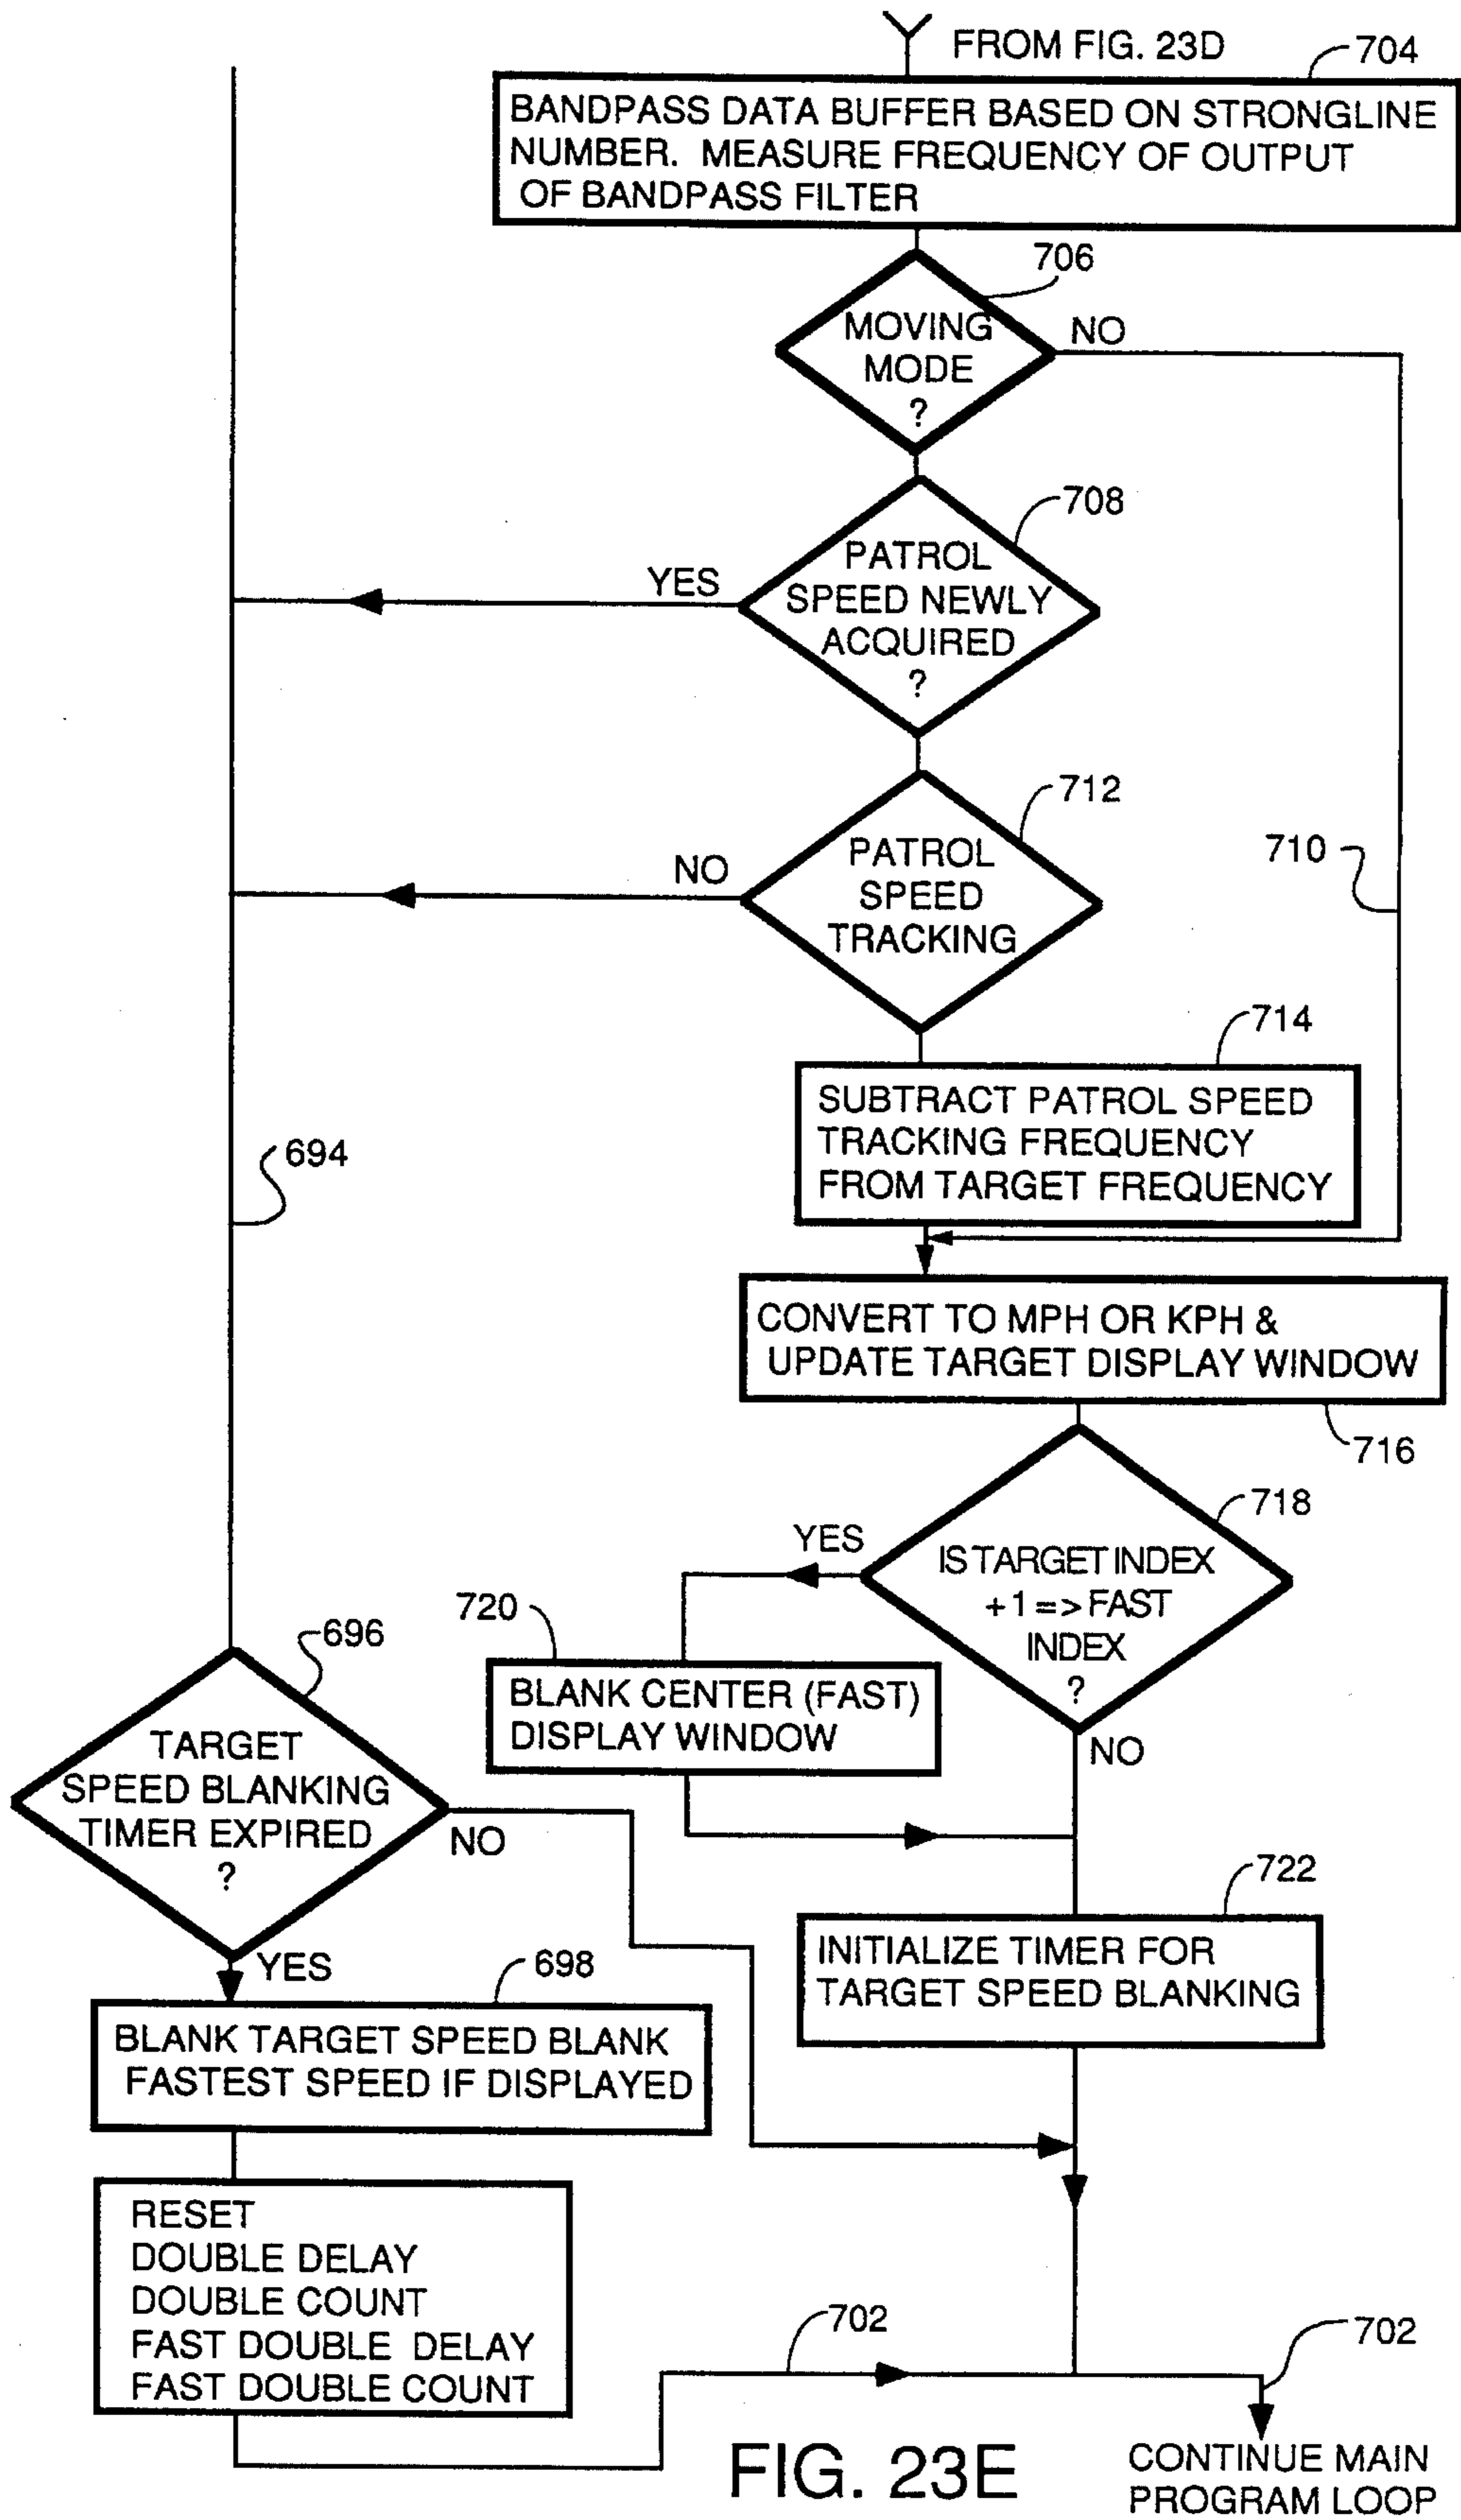 FROM FIG. 23D
704
BANDPASS DATA BUFFER BASED ON STRONGLINE
NUMBER. MEASURE FREQUENCY OF OUTPUT
OF BANDPASS FILTER
706
MOVING
MODE
?
NO
708
PATROL
SPEED NEWLY
ACQUIRED
?
YES
712
PATROL
SPEED
TRACKING
NO
710
714
SUBTRACT PATROL SPEED
TRACKING FREQUENCY
FROM TARGET FREQUENCY
694
CONVERT TO MPH OR KPH &
UPDATE TARGET DISPLAY WINDOW
716
718
IS TARGET INDEX
+ 1 = > FAST
INDEX
?
YES
NO
720
BLANK CENTER (FAST)
DISPLAY WINDOW
696
TARGET
SPEED BLANKING
TIMER EXPIRED
?
NO
YES
722
INITIALIZE TIMER FOR
TARGET SPEED BLANKING
698
BLANK TARGET SPEED BLANK
FASTEST SPEED IF DISPLAYED
RESET
DOUBLE DELAY
DOUBLE COUNT
FAST DOUBLE DELAY
FAST DOUBLE COUNT
702
702
FIG. 23E
CONTINUE MAIN
PROGRAM LOOP